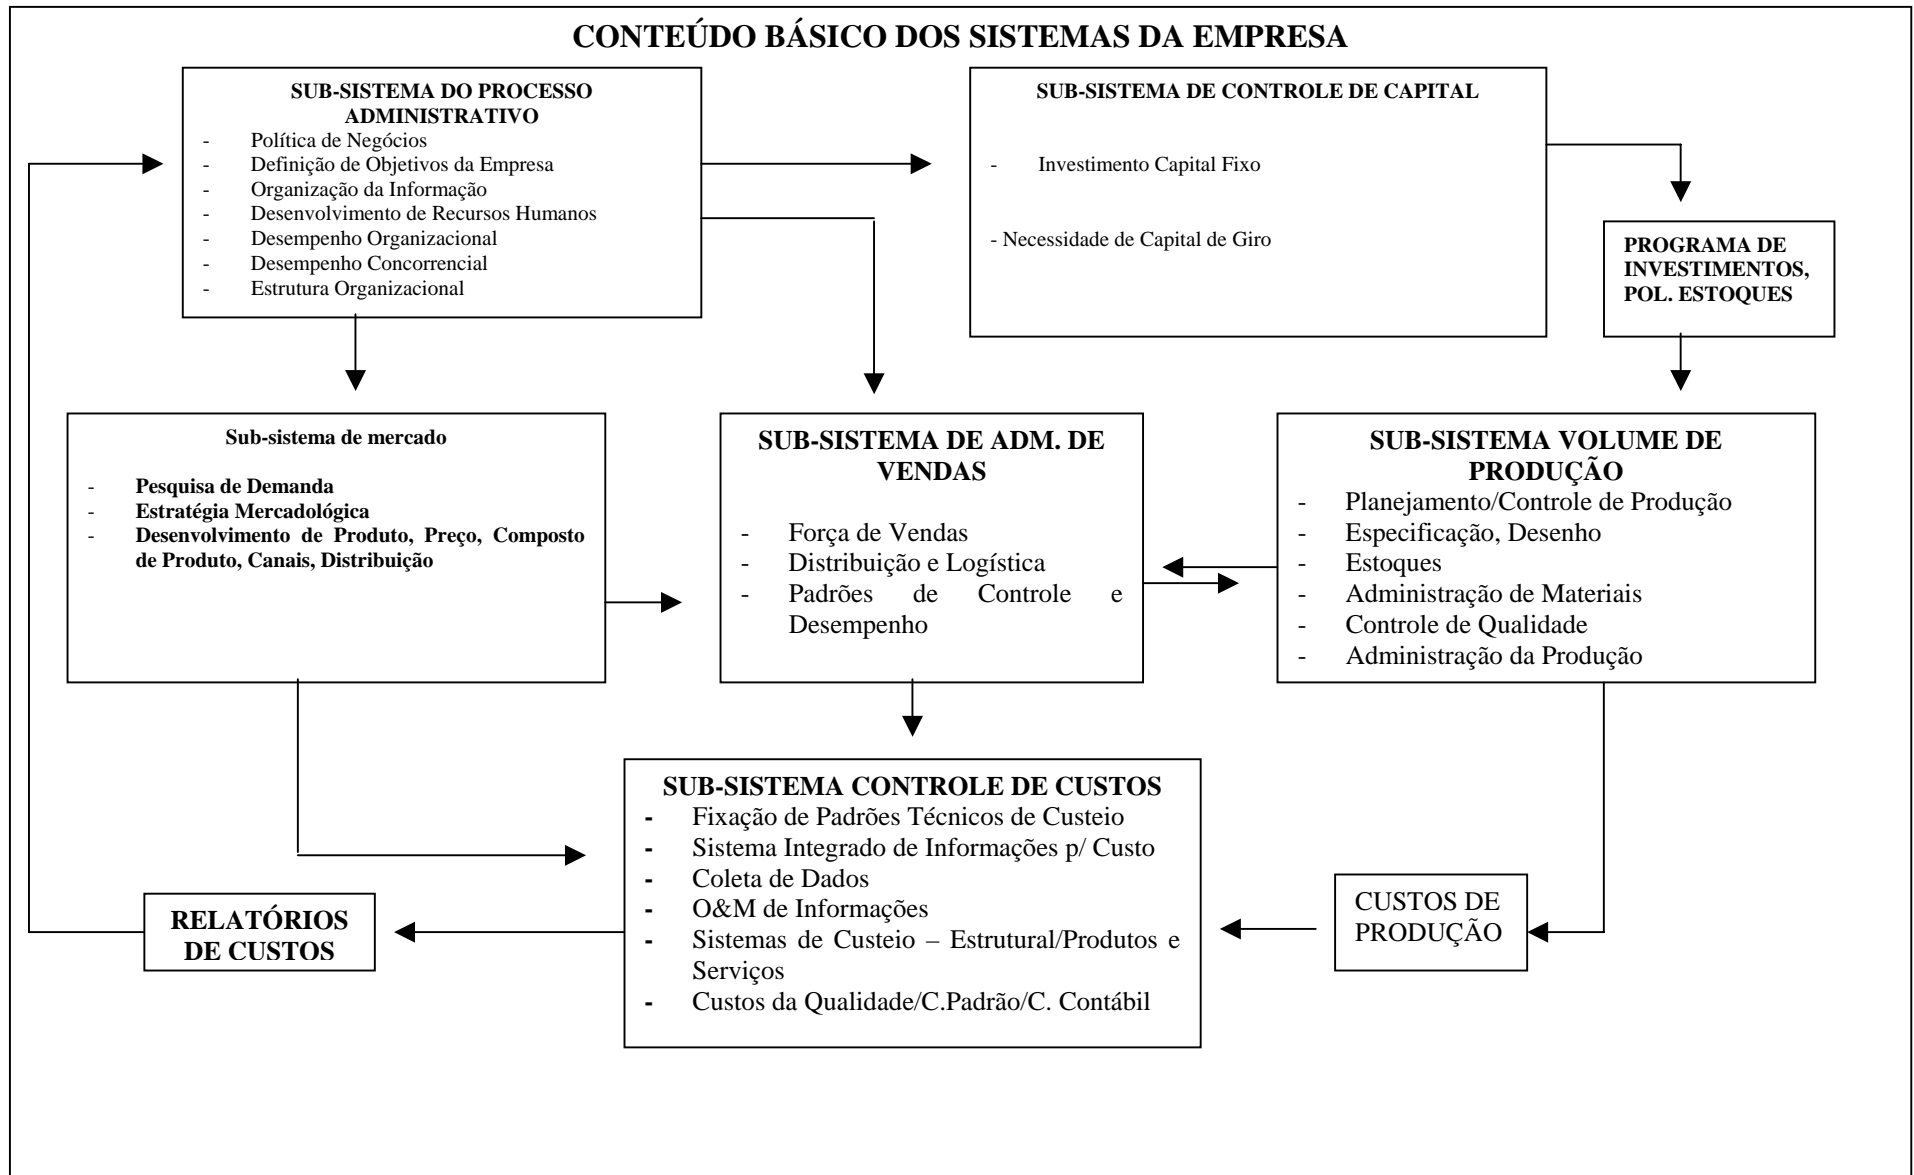 CONTEÚDO BÁSICO DOS SISTEMAS DA EMPRESA
SUB-SISTEMA DO PROCESSO
ADMINISTRATIVO
- Política de Negócios
- Definição de Objetivos da Empresa
- Organização da Informação
- Desenvolvimento de Recursos Humanos
- Desempenho Organizacional
- Desempenho Concorrencial
- Estrutura Organizacional
SUB-SISTEMA DE CONTROLE DE CAPITAL
- Investimento Capital Fixo
- Necessidade de Capital de Giro
PROGRAMA DE
INVESTIMENTOS,
POL. ESTOQUES
Sub-sistema de mercado
- Pesquisa de Demanda
- Estratégia Mercadológica
- Desenvolvimento de Produto, Preço, Composto
de Produto, Canais, Distribuição
SUB-SISTEMA DE ADM. DE
VENDAS
- Força de Vendas
- Distribuição e Logística
- Padrões de Controle e
Desempenho
SUB-SISTEMA VOLUME DE
PRODUÇÃO
- Planejamento/Controle de Produção
- Especificação, Desenho
- Estoques
- Administração de Materiais
- Controle de Qualidade
- Administração da Produção
SUB-SISTEMA CONTROLE DE CUSTOS
- Fixação de Padrões Técnicos de Custeio
- Sistema Integrado de Informações p/ Custo
- Coleta de Dados
- O&M de Informações
- Sistemas de Custeio – Estrutural/Produtos e
Serviços
- Custos da Qualidade/C.Padrão/C. Contábil
RELATÓRIOS
DE CUSTOS
CUSTOS DE
PRODUÇÃO